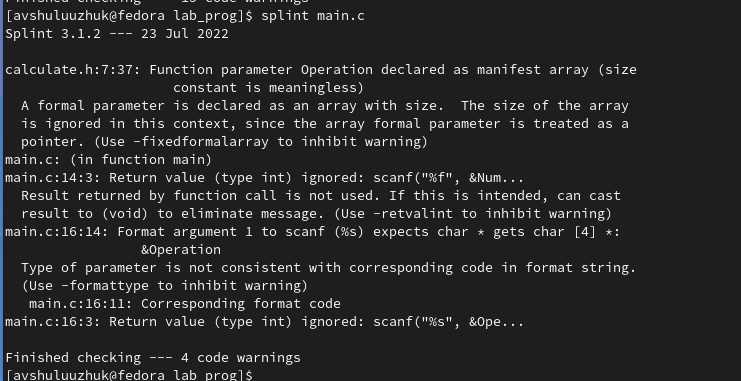 Finished checking --- 15 code warnings
[avshuluuzhuk@fedora lab_prog]$ splint main.c
Splint 3.1.2 --- 23 Jul 2022
calculate.h:7:37: Function parameter Operation declared as manifest array (size
constant is meaningless)
A formal parameter is declared as an array with size.  The size of the array
is ignored in this context, since the array formal parameter is treated as a
pointer. (Use -fixedformalarray to inhibit warning)
main.c: (in function main)
main.c:14:3: Return value (type int) ignored: scanf("%f", &Num...
Result returned by function call is not used. If this is intended, can cast
result to (void) to eliminate message. (Use -retvalint to inhibit warning)
main.c:16:14: Format argument 1 to scanf (%s) expects char * gets char [4] *:
&Operation
Type of parameter is not consistent with corresponding code in format string.
(Use -formattype to inhibit warning)
main.c:16:11: Corresponding format code
main.c:16:3: Return value (type int) ignored: scanf("%s", &Ope...
Finished checking --- 4 code warnings
[avshuluuzhuk@fedora lab_prog]$